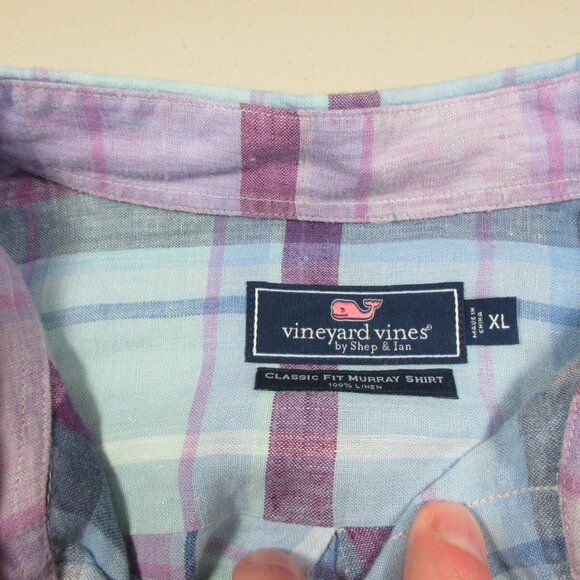 vineyard vines®
by Shep & Ian
CLASSIC FIT MURRAY SHIRT
100% LINEN
MADE IN
CHINA
XL